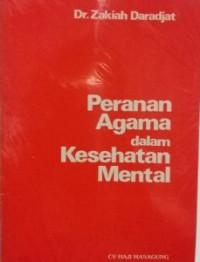 Dr. Zakiah Daradjat
Peranan
Agama
dalam
Kesehatan
Mental
CV HAJI MASAGUNG